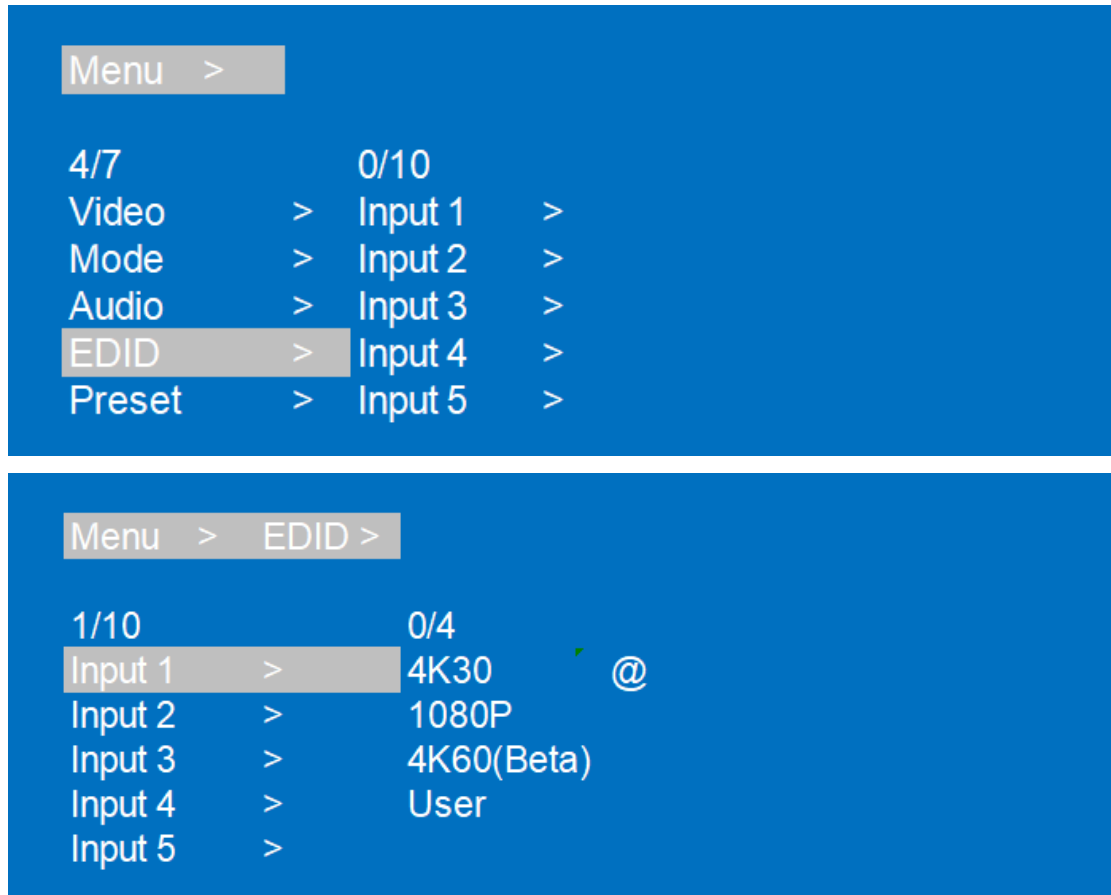 Menu >
4/7 0/10
Video > Input 1 >
Mode > Input 2 >
Audio > Input 3 >
EDID > Input 4 >
Preset > Input 5 >
Menu > EDID >
1/10 0/4
Input 1 > 4K30 @
Input 2 > 1080P
Input 3 > 4K60(Beta)
Input 4 > User
Input 5 >